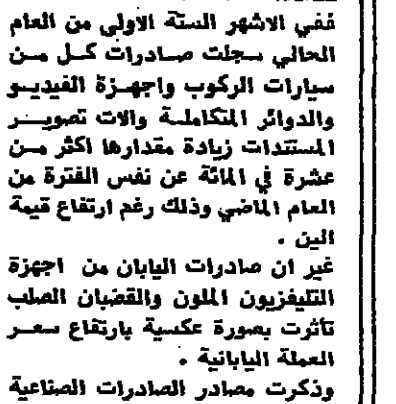 ففي الاشهر الستة الاولى من العام
الحالي سجلت صادرات كل من
سيارات الركوب واجهزة الفيديو
والدوائر المتكاملة والات تصوير
المستندات زيادة مقدارها اكثر من
عشرة في المائة عن نفس الفترة من
العام الماضي وذلك رغم ارتفاع قيمة
الين .
غير ان صادرات اليابان من اجهزة
التليفزيون الملون والقضبان الصلب
تأثرت بصورة عكسية بارتفاع سعر
العملة اليابانية .
وذكرت مصادر الصادرات الصناعية